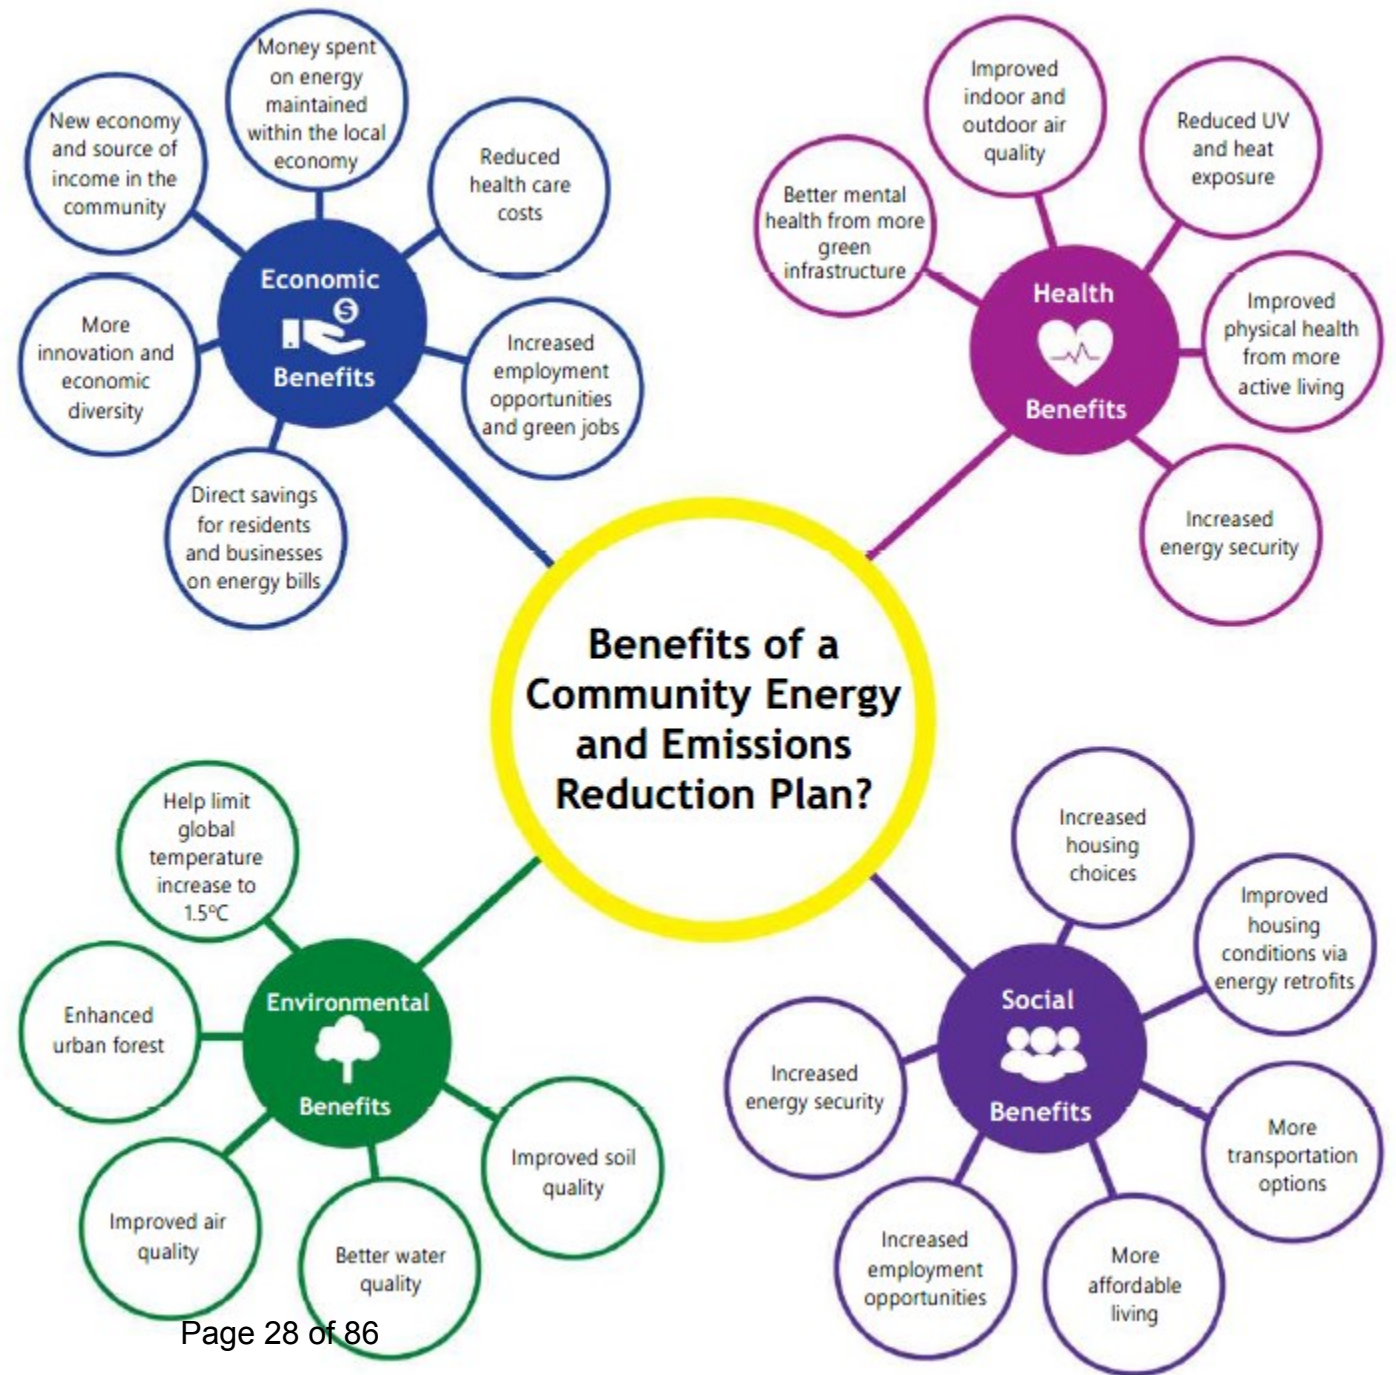 Money spent
on energy
maintained
within the local
economy
New economy
and source of
income in the
community
Reduced
health care
costs
Economic
$
Benefits
More
innovation and
economic
diversity
Increased
employment
opportunities
and green jobs
Direct savings
for residents
and businesses
on energy bills
Improved
indoor and
outdoor air
quality
Reduced UV
and heat
exposure
Better mental
health from more
green
infrastructure
Health
Benefits
Improved
physical health
from more
active living
Increased
energy security
Benefits of a
Community Energy
and Emissions
Reduction Plan?
Help limit
global
temperature
increase to
1.5ºC
Enhanced
urban forest
Environmental
Benefits
Improved air
quality
Better water
quality
Improved soil
quality
Increased
housing
choices
Improved
housing
conditions via
energy retrofits
Social
Benefits
Increased
energy security
More
transportation
options
Increased
employment
opportunities
More
affordable
living
Page 28 of 86